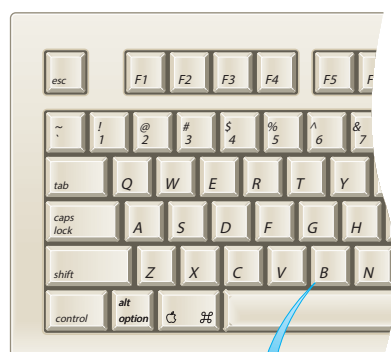 esc F1 F2 F3 F4 F5 F
~ ! @ # $ % ^ &
` 1 2 3 4 5 6 7
tab Q W E R T Y
caps
lock A S D F G H
shift Z X C V B N
alt
control option ⌘